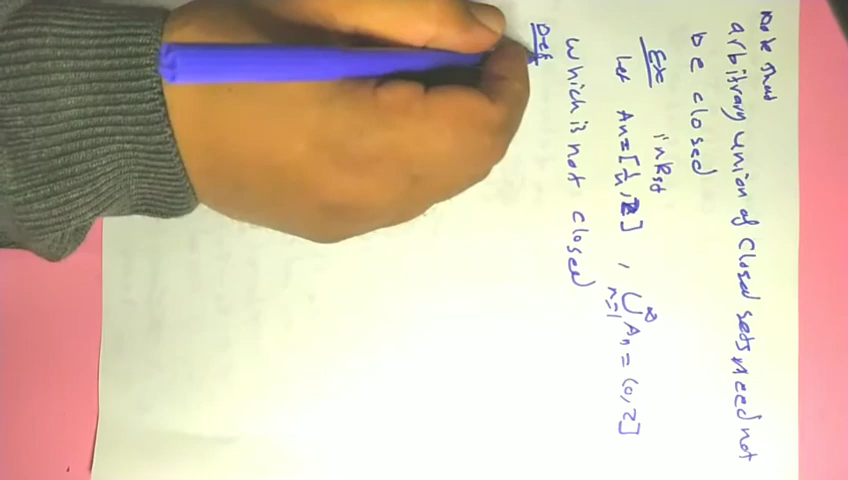 Note that
arbitrary union of closed sets need not
be closed
Ex in ℝst
Let An=[1/n,2], ∞⋃n=1 An = (0,2]
which is not closed
Def